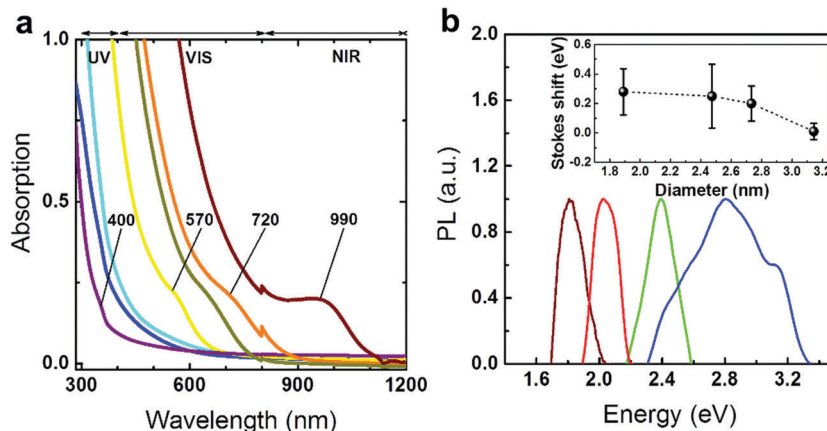 a
UV VIS NIR
1.0
0.5
0.0
Absorption
400 570 720 990
300 600 900 1200
Wavelength (nm)
b
2.0
1.6
1.2
0.8
0.4
0.0
PL (a.u.)
1.6 2.0 2.4 2.8 3.2
Energy (eV)
Stokes shift (eV)
0.6
0.4
0.2
0.0
-0.2
1.8 2.0 2.2 2.4 2.6 2.8 3.0 3.2
Diameter (nm)